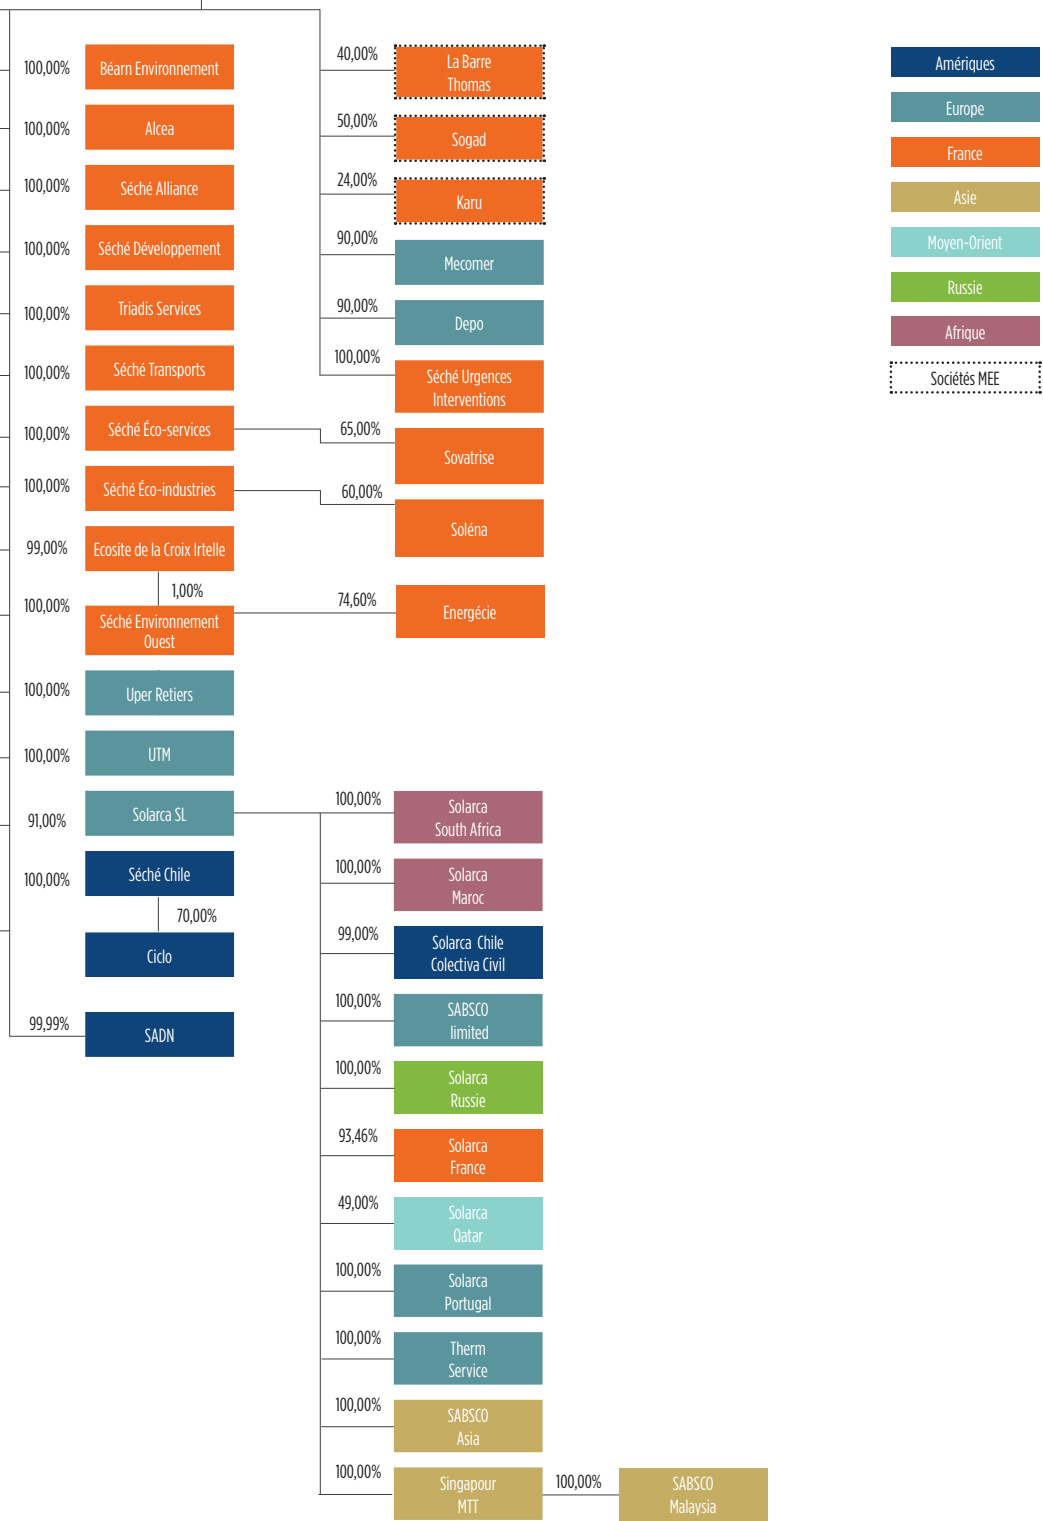 100,00%
Béarn Environnement
100,00%
Alcea
100,00%
Séché Alliance
100,00%
Séché Développement
100,00%
Triadis Services
100,00%
Séché Transports
100,00%
Séché Éco-services
100,00%
Séché Éco-industries
99,00%
Ecosite de la Croix Irtelle
1,00%
100,00%
Séché Environnement
Ouest
100,00%
Uper Retiers
100,00%
UTM
91,00%
Solarca SL
100,00%
Séché Chile
70,00%
Ciclo
99,99%
SADN
40,00%
La Barre
Thomas
50,00%
Sogad
24,00%
Karu
90,00%
Mecomer
90,00%
Depo
100,00%
Séché Urgences
Interventions
65,00%
Sovatrise
60,00%
Soléna
74,60%
Energécie
100,00%
Solarca
South Africa
100,00%
Solarca
Maroc
99,00%
Solarca Chile
Colectiva Civil
100,00%
SABSCO
limited
100,00%
Solarca
Russie
93,46%
Solarca
France
49,00%
Solarca
Qatar
100,00%
Solarca
Portugal
100,00%
Therm
Service
100,00%
SABSCO
Asia
100,00%
Singapour
MTT
100,00%
SABSCO
Malaysia
Amériques
Europe
France
Asie
Moyen-Orient
Russie
Afrique
Sociétés MEE